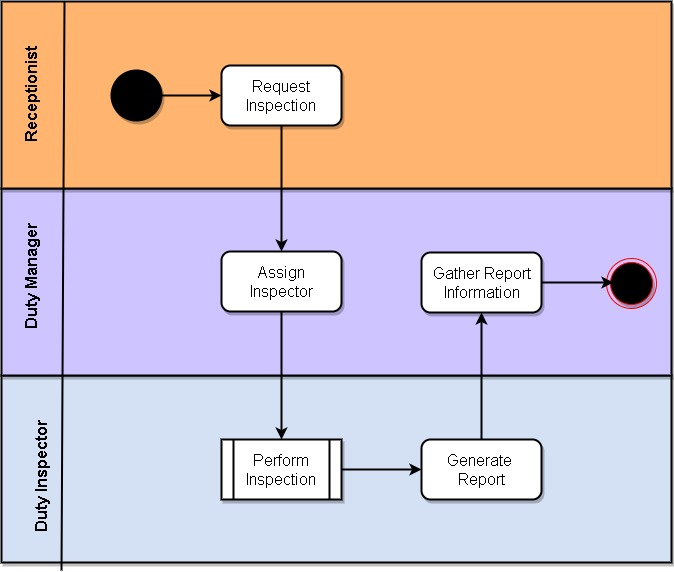 Receptionist
Request
Inspection
Duty Manager
Assign
Inspector
Gather Report
Information
Duty Inspector
Perform
Inspection
Generate
Report